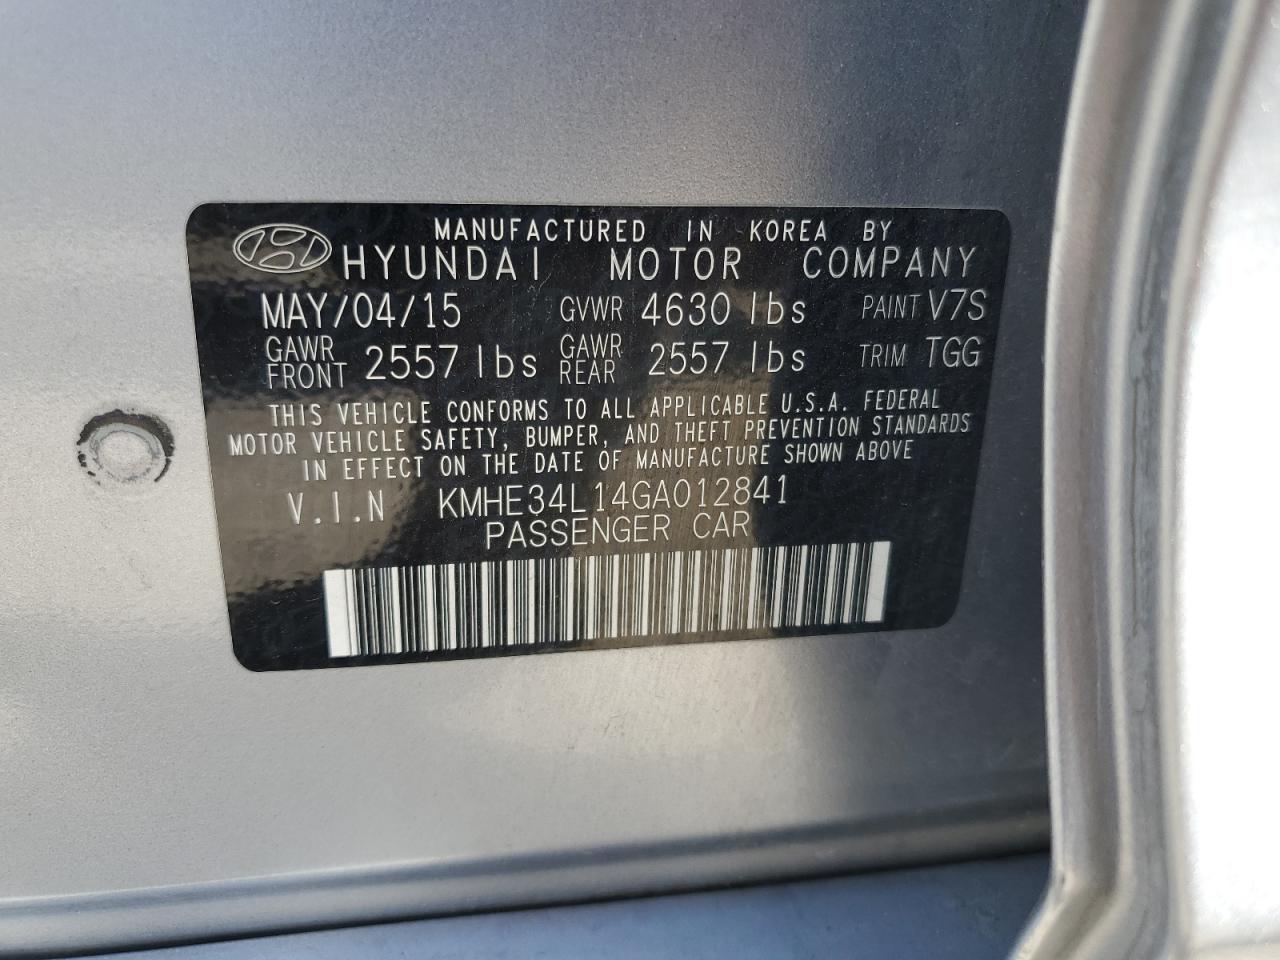 MANUFACTURED IN KOREA BY
HYUNDAI MOTOR COMPANY
MAY/04/15 GVWR 4630 lbs PAINT V7S
GAWR FRONT 2557 lbs GAWR REAR 2557 lbs TRIM TGG
THIS VEHICLE CONFORMS TO ALL APPLICABLE U.S.A. FEDERAL
MOTOR VEHICLE SAFETY, BUMPER, AND THEFT PREVENTION STANDARDS
IN EFFECT ON THE DATE OF MANUFACTURE SHOWN ABOVE
V.I.N KMHE34L14GA012841
PASSENGER CAR